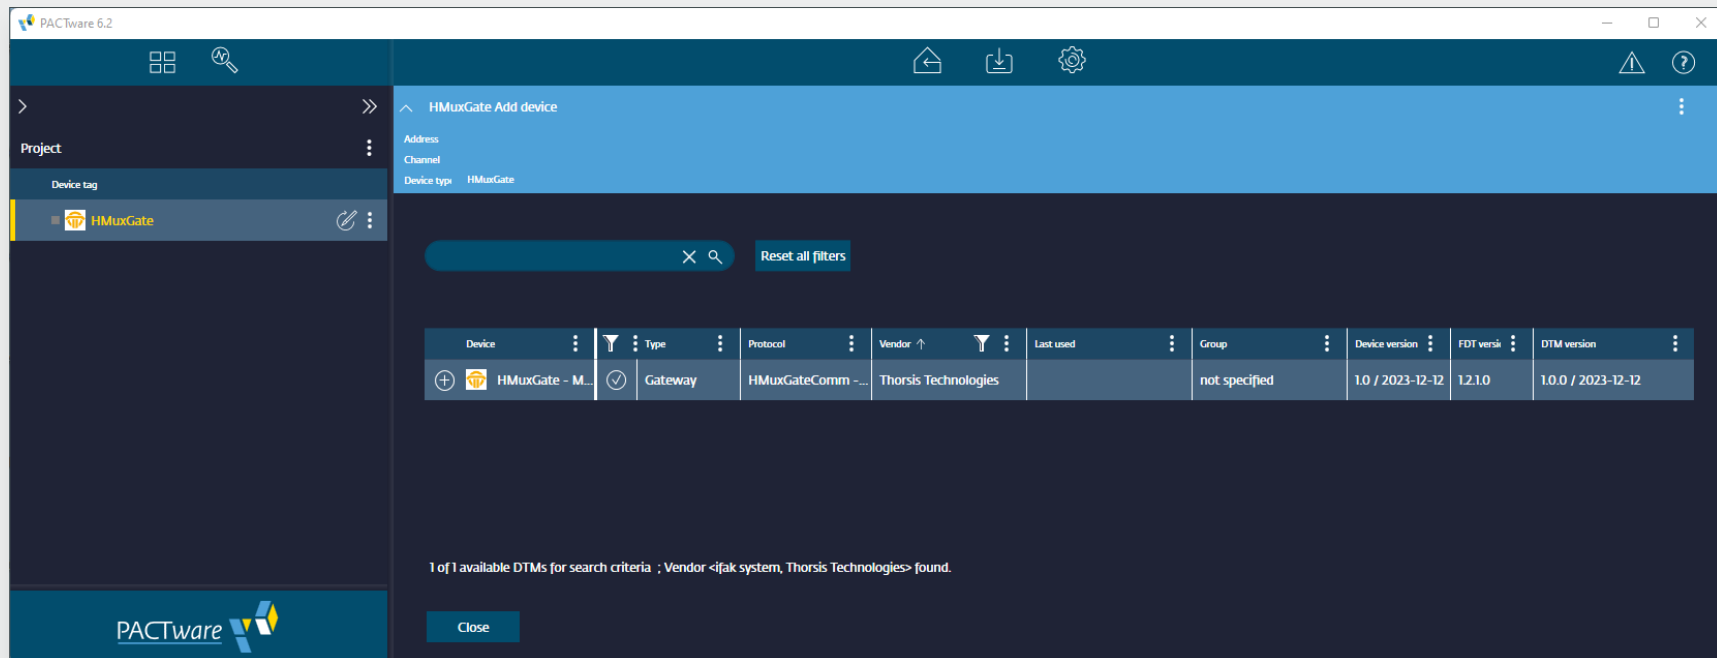 PACTware 6.2
HMuxGate Add device
Address
Project
Channel
Device type HMuxGate
Device tag
HMuxGate
Reset all filters
Device Type Protocol Vendor Last used Group Device version FDT versi DTM version
HMuxGate - M... Gateway HMuxGateComm -... Thorsis Technologies not specified 1.0 / 2023-12-12 1.2.1.0 1.0.0 / 2023-12-12
1 of 1 available DTMs for search criteria ; Vendor <ifak system, Thorsis Technologies> found.
Close
PACTware